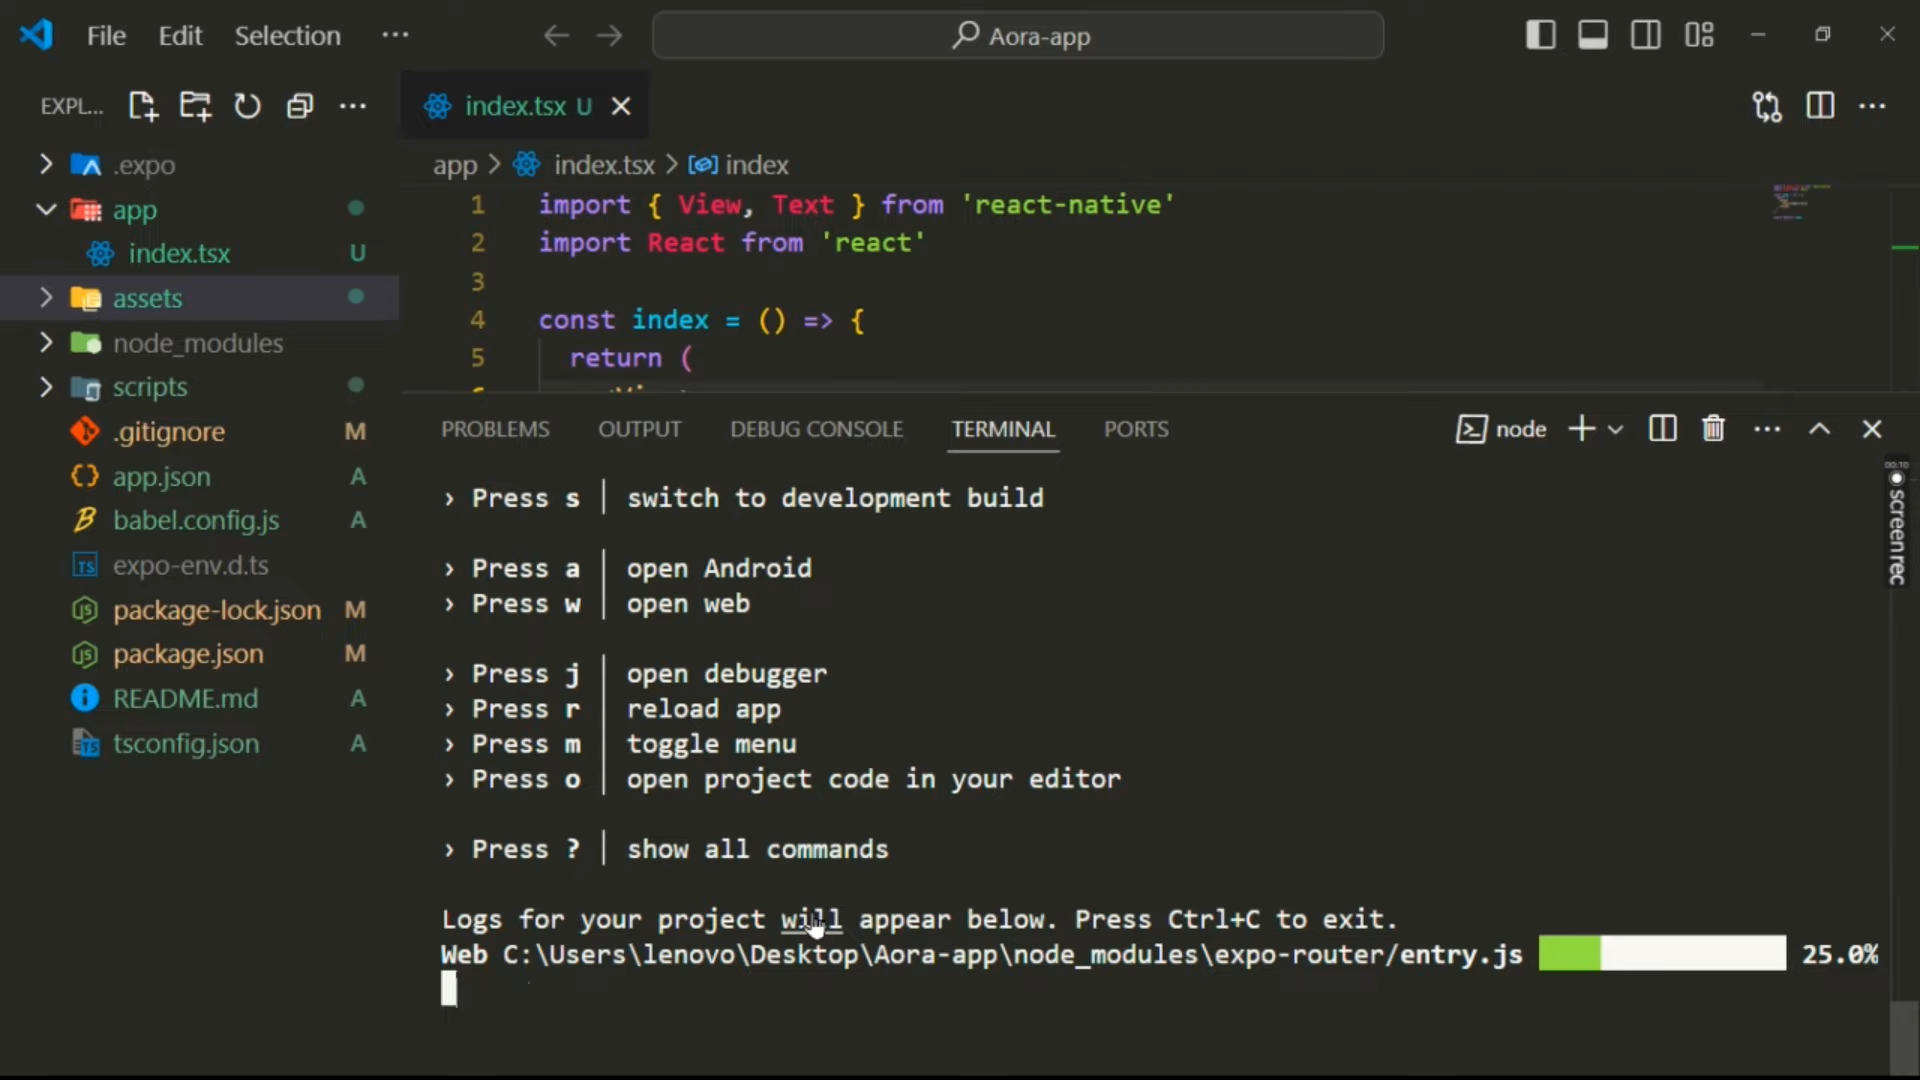 File Edit Selection ··· Aora-app
EXPL...
.expo
app
index.tsx U
assets
node_modules
scripts
.gitignore M
app.json A
babel.config.js A
expo-env.d.ts
package-lock.json M
package.json M
README.md A
tsconfig.json A
index.tsx U
app > index.tsx > index
1 import { View, Text } from 'react-native'
2 import React from 'react'
3
4 const index = () => {
5 return (
PROBLEMS OUTPUT DEBUG CONSOLE TERMINAL PORTS node
› Press s │ switch to development build
› Press a │ open Android
› Press w │ open web
› Press j │ open debugger
› Press r │ reload app
› Press m │ toggle menu
› Press o │ open project code in your editor
› Press ? │ show all commands
Logs for your project will appear below. Press Ctrl+C to exit.
Web C:\Users\lenovo\Desktop\Aora-app\node_modules\expo-router/entry.js 25.0%
00:10
screenrec